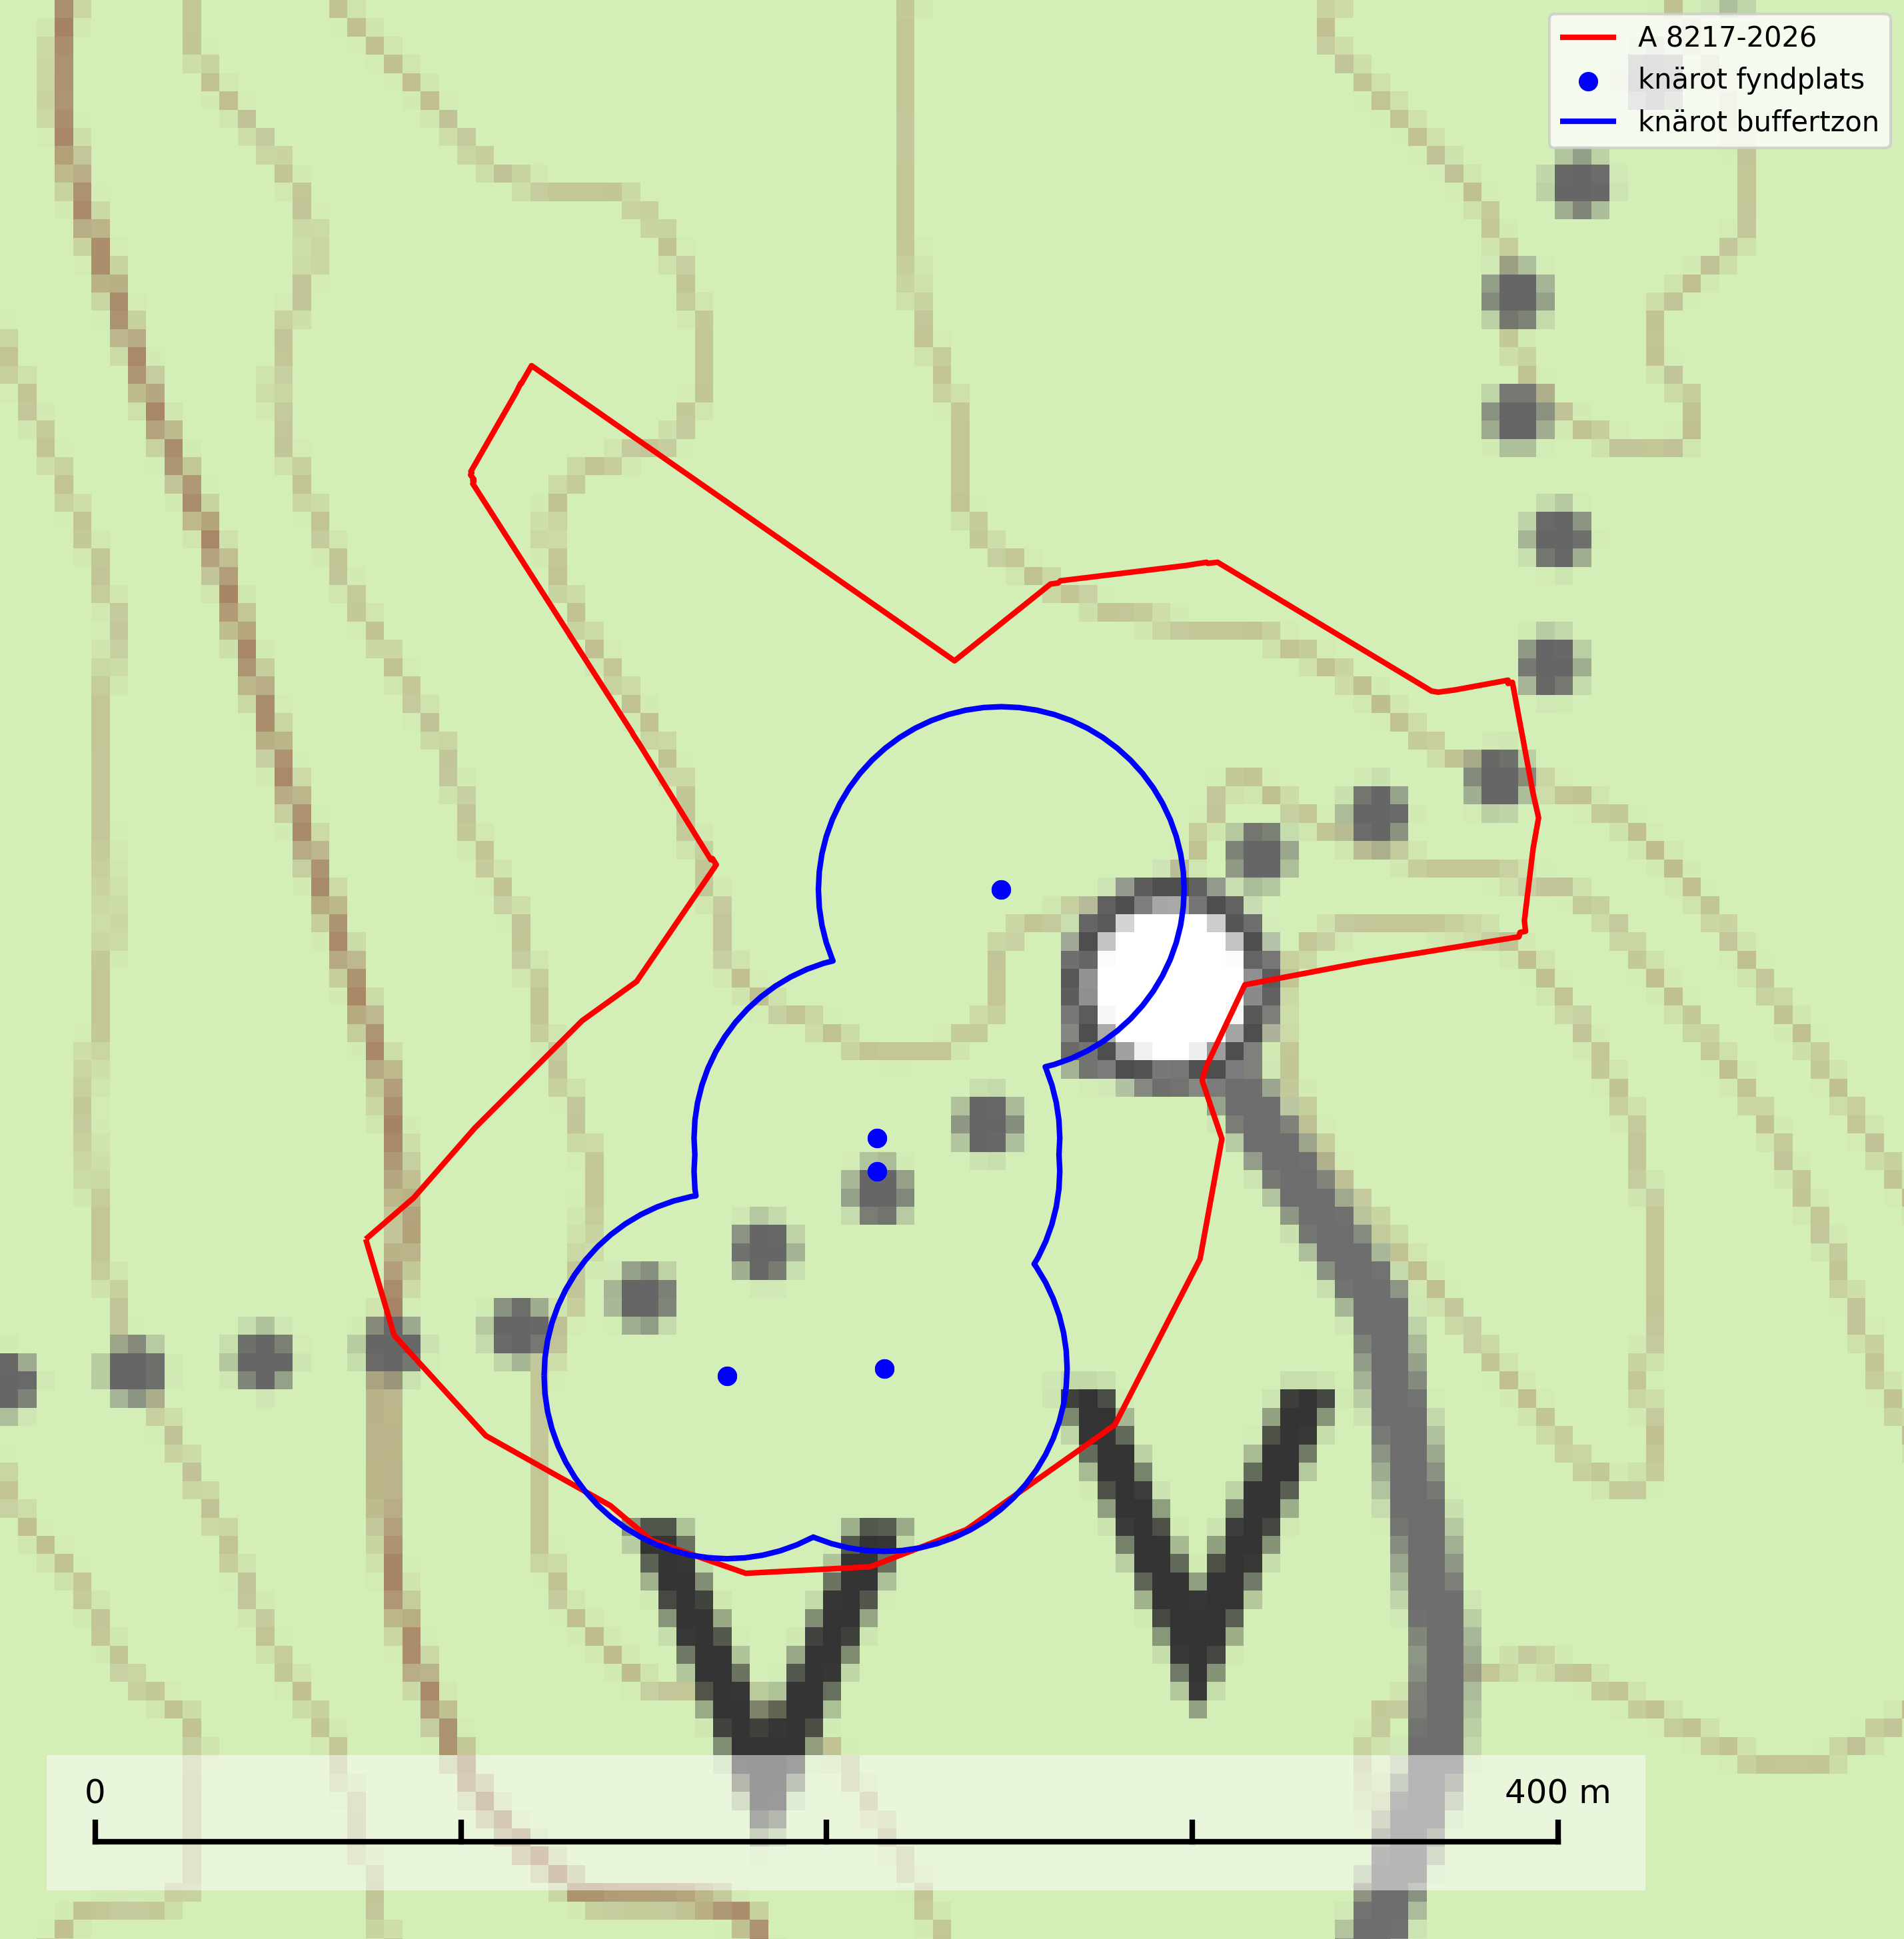 A 8217-2026
knärot fyndplats
knärot buffertzon
0
400 m